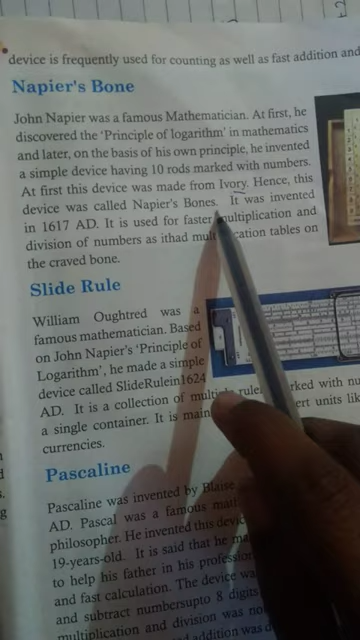 device is frequently used for counting as well as fast addition and
Napier's Bone
John Napier was a famous Mathematician. At first, he
discovered the 'Principle of logarithm' in mathematics
and later, on the basis of his own principle, he invented
a simple device having 10 rods marked with numbers.
At first this device was made from Ivory. Hence, this
device was called Napier's Bones. It was invented
in 1617 AD. It is used for faster multiplication and
division of numbers as ithad cation tables on
the craved bone.
Slide Rule
William Oughtred was a
famous mathematician. Based
on John Napier's 'Principle of
Logarithm', he made a simple
device called SlideRulein1624
AD. It is a collection of rule rked with nu
a single container. It is main ert units lik
currencies.
Pascaline
Pascaline was invented by Blaise
AD. Pascal was a famous
philosopher. He invented this
19-years-old. It is said that he
to help his father in his
and fast calculation. The device
and subtract numbersupto 8 digits
multiplication and division was
addition was